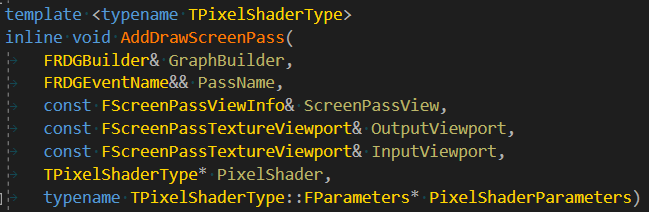 template <typename TPixelShaderType>
inline void AddDrawScreenPass(
FRDGBuilder& GraphBuilder,
FRDGEventName&& PassName,
const FScreenPassViewInfo& ScreenPassView,
const FScreenPassTextureViewport& OutputViewport,
const FScreenPassTextureViewport& InputViewport,
TPixelShaderType* PixelShader,
typename TPixelShaderType::FParameters* PixelShaderParameters)